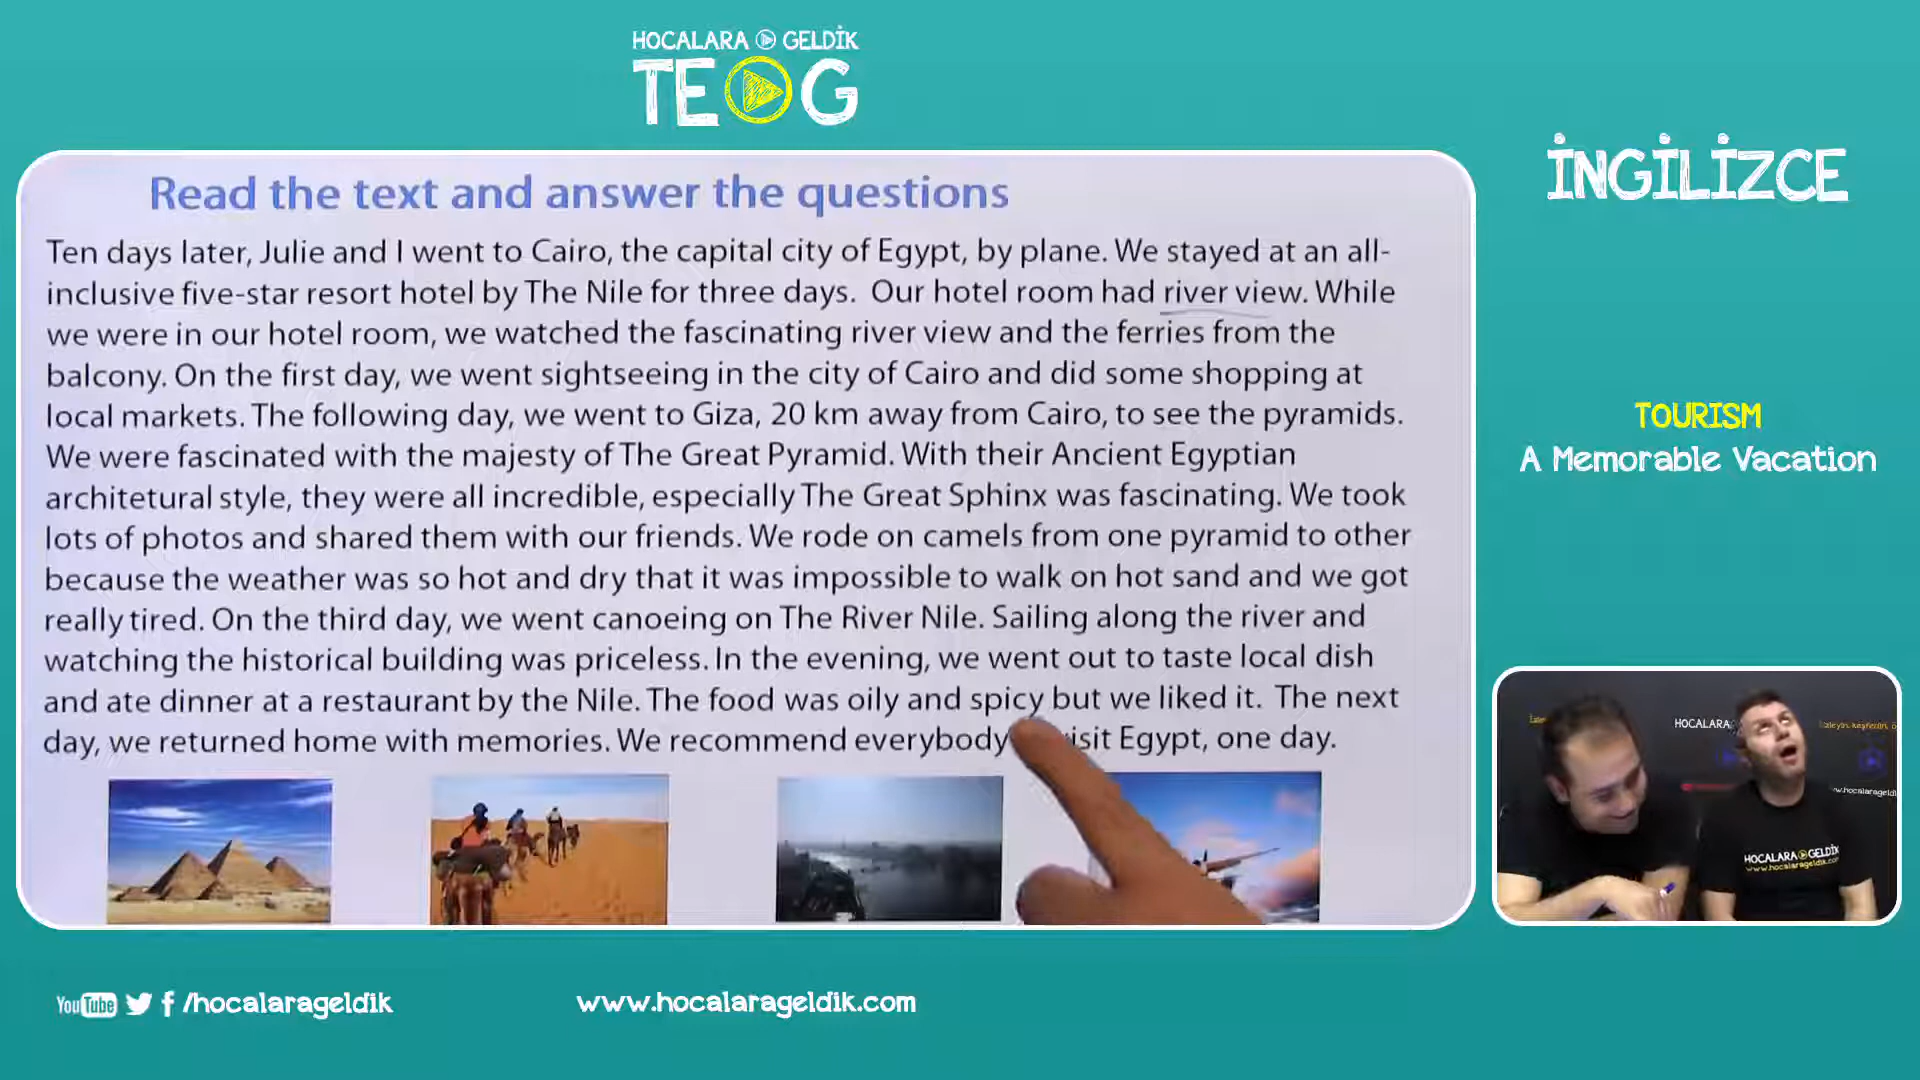 HOCALARA GELDİK
TEOG
İNGİLİZCE
Read the text and answer the questions
Ten days later, Julie and I went to Cairo, the capital city of Egypt, by plane. We stayed at an all-
inclusive five-star resort hotel by The Nile for three days. Our hotel room had river view. While
we were in our hotel room, we watched the fascinating river view and the ferries from the
balcony. On the first day, we went sightseeing in the city of Cairo and did some shopping at
local markets. The following day, we went to Giza, 20 km away from Cairo, to see the pyramids.
We were fascinated with the majesty of The Great Pyramid. With their Ancient Egyptian
architetural style, they were all incredible, especially The Great Sphinx was fascinating. We took
lots of photos and shared them with our friends. We rode on camels from one pyramid to other
because the weather was so hot and dry that it was impossible to walk on hot sand and we got
really tired. On the third day, we went canoeing on The River Nile. Sailing along the river and
watching the historical building was priceless. In the evening, we went out to taste local dish
and ate dinner at a restaurant by the Nile. The food was oily and spicy but we liked it. The next
day, we returned home with memories. We recommend everybody visit Egypt, one day.
TOURISM
A Memorable Vacation
HOCALARA
HOCALARA GELDİK
www.hocalarageldik.com
YouTube /hocalarageldik
www.hocalarageldik.com